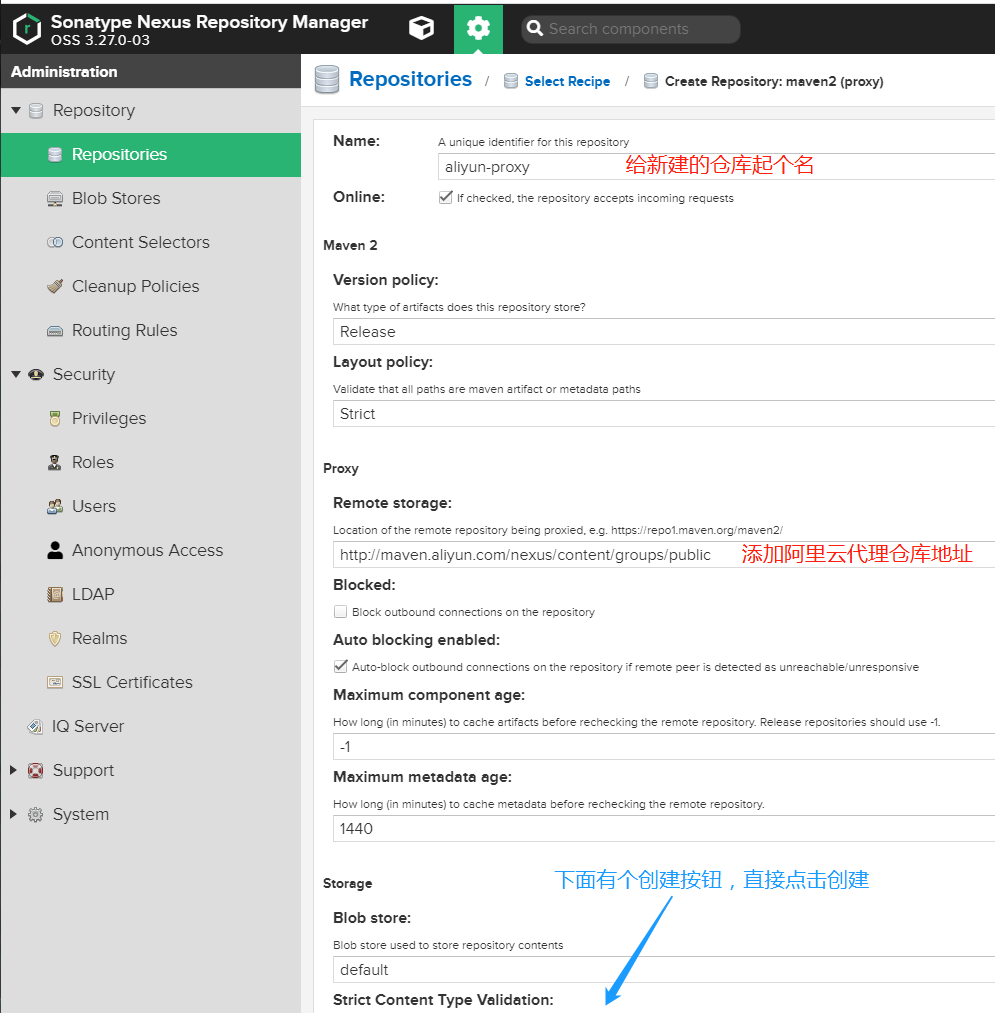 Sonatype Nexus Repository Manager
OSS 3.27.0-03
Search components
Administration
Repository
Repositories
Blob Stores
Content Selectors
Cleanup Policies
Routing Rules
Security
Privileges
Roles
Users
Anonymous Access
LDAP
Realms
SSL Certificates
IQ Server
Support
System
Repositories / Select Recipe / Create Repository: maven2 (proxy)
Name: A unique identifier for this repository
aliyun-proxy 给新建的仓库起个名
Online: If checked, the repository accepts incoming requests
Maven 2
Version policy:
What type of artifacts does this repository store?
Release
Layout policy:
Validate that all paths are maven artifact or metadata paths
Strict
Proxy
Remote storage:
Location of the remote repository being proxied, e.g. https://repo1.maven.org/maven2/
http://maven.aliyun.com/nexus/content/groups/public 添加阿里云代理仓库地址
Blocked:
Block outbound connections on the repository
Auto blocking enabled:
Auto-block outbound connections on the repository if remote peer is detected as unreachable/unresponsive
Maximum component age:
How long (in minutes) to cache artifacts before rechecking the remote repository. Release repositories should use -1.
-1
Maximum metadata age:
How long (in minutes) to cache metadata before rechecking the remote repository.
1440
Storage
下面有个创建按钮，直接点击创建
Blob store:
Blob store used to store repository contents
default
Strict Content Type Validation: